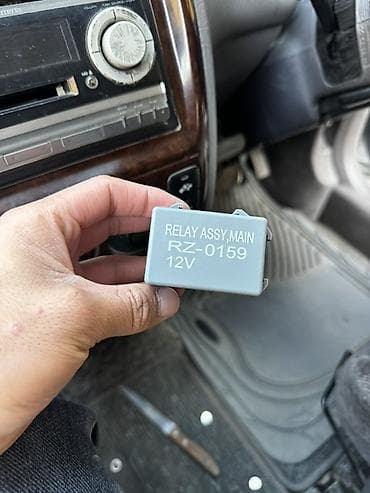 RELAY ASSY,MAIN
RZ-0159
12V